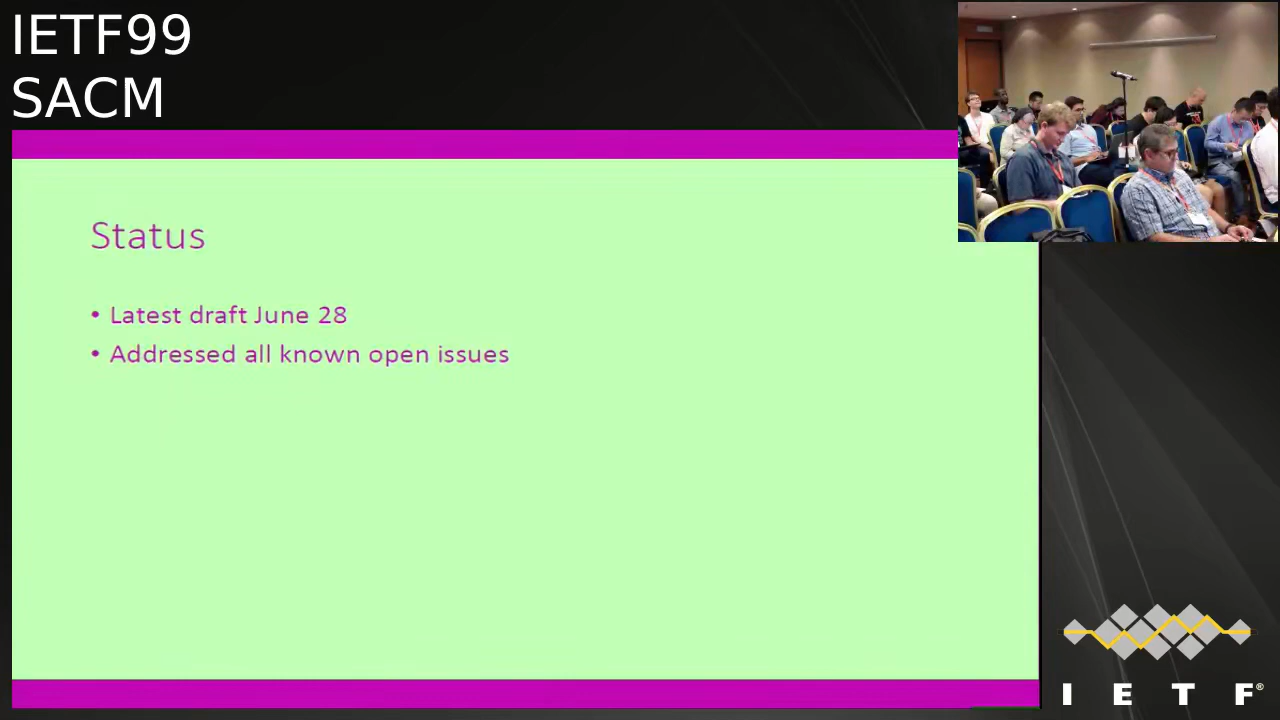 IETF99
SACM
Status
• Latest draft June 28
• Addressed all known open issues
I E T F®